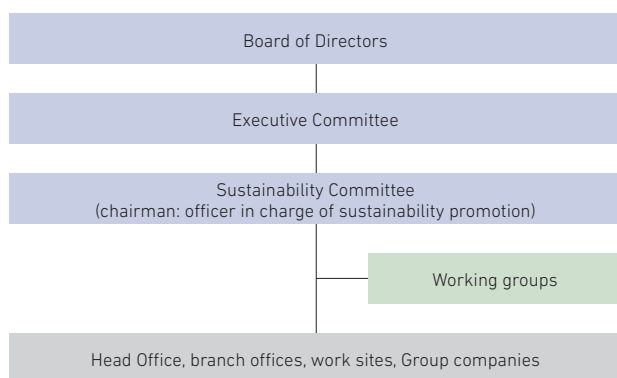 Board of Directors
Executive Committee
Sustainability Committee
(chairman: officer in charge of sustainability promotion)
Working groups
Head Office, branch offices, work sites, Group companies